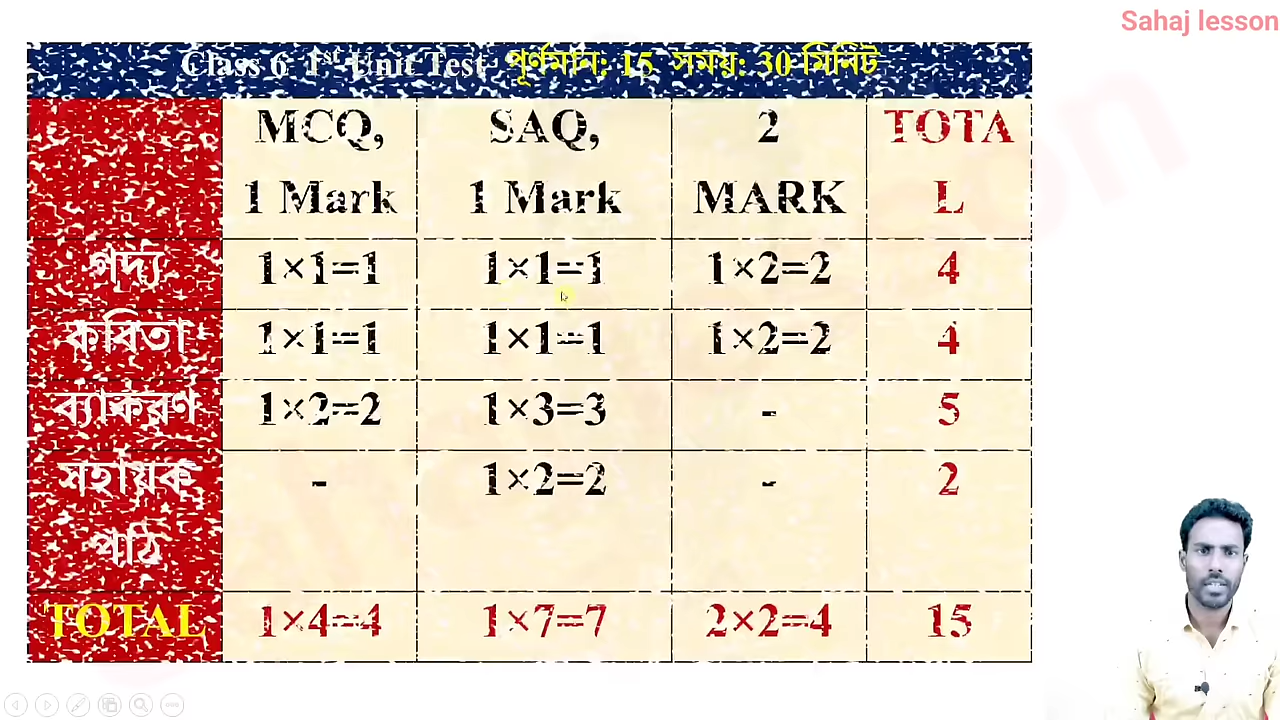 Sahaj lesson
Class 6 1st Unit Test পূর্ণমান: 15 সময়: 30 মিনিট
MCQ, SAQ, 2 TOTA
1 Mark 1 Mark MARK L
গদ্য 1×1=1 1×1=1 1×2=2 4
কবিতা 1×1=1 1×1=1 1×2=2 4
ব্যাকরণ 1×2=2 1×3=3 - 5
সহায়ক - 1×2=2 - 2
পাঠ
TOTAL 1×4=4 1×7=7 2×2=4 15